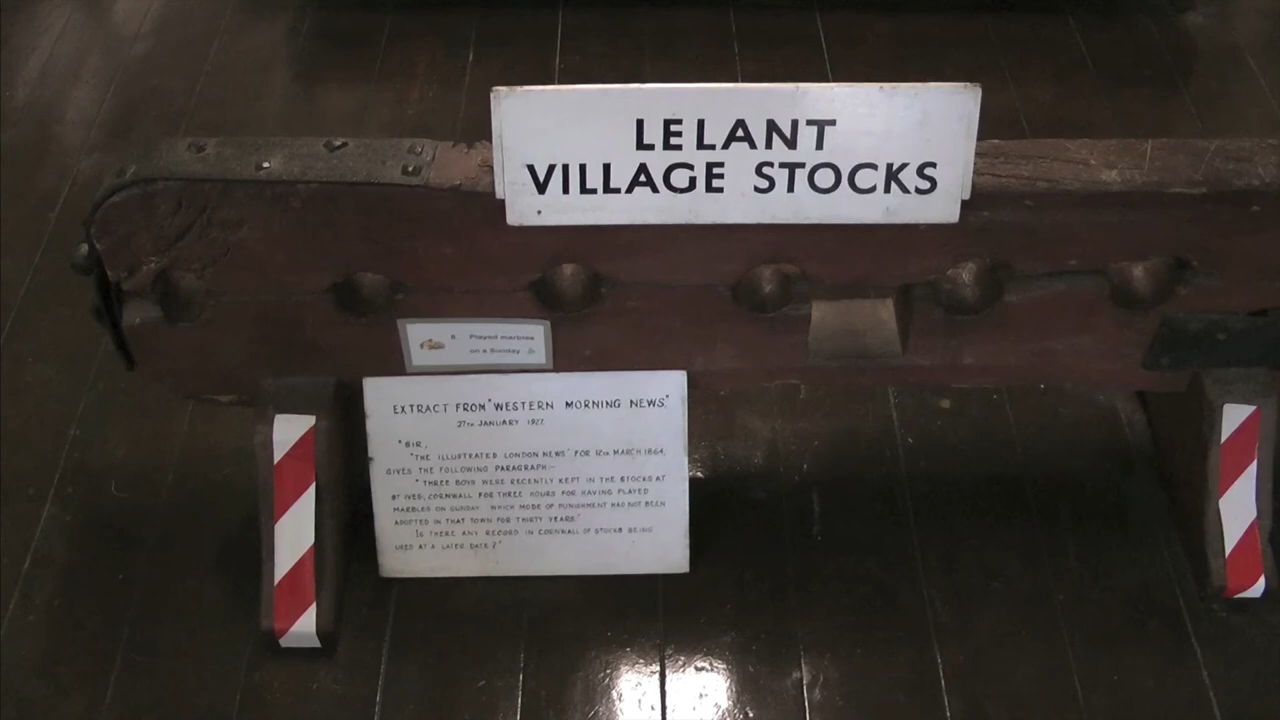 LELANT
VILLAGE STOCKS
6. Played marbles
on a Sunday
EXTRACT FROM "WESTERN MORNING NEWS."
27TH JANUARY 1922
"SIR,
"THE ILLUSTRATED LONDON NEWS" FOR 12TH MARCH 1864,
GIVES THE FOLLOWING PARAGRAPH:-
"THREE BOYS WERE RECENTLY KEPT IN THE STOCKS AT
ST IVES, CORNWALL FOR THREE HOURS FOR HAVING PLAYED
MARBLES ON SUNDAY. WHICH MODE OF PUNISHMENT HAD NOT BEEN
ADOPTED IN THAT TOWN FOR THIRTY YEARS."
IS THERE ANY RECORD IN CORNWALL OF STOCKS BEING
USED AT A LATER DATE?"